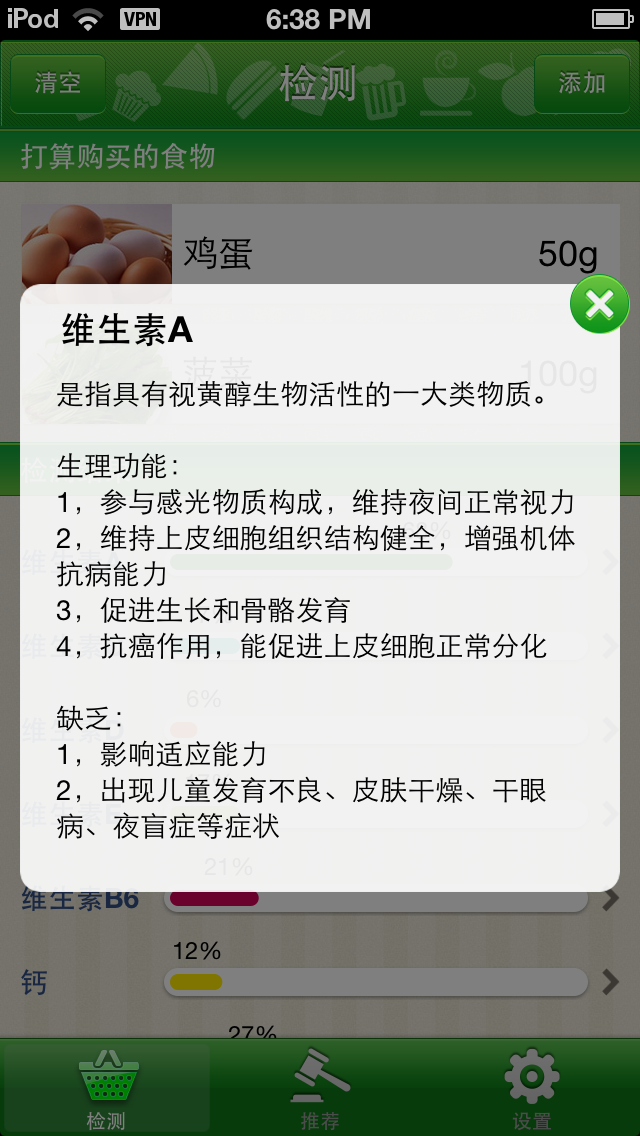 iPod VPN 6:38 PM
清空 检测 添加
打算购买的食物
鸡蛋 50g
维生素A
菠菜 100g
是指具有视黄醇生物活性的一大类物质。
生理功能：
1，参与感光物质构成，维持夜间正常视力
2，维持上皮细胞组织结构健全，增强机体
抗病能力
3，促进生长和骨骼发育
4，抗癌作用，能促进上皮细胞正常分化
6%
缺乏：
1，影响适应能力
2，出现儿童发育不良、皮肤干燥、干眼
病、夜盲症等症状
21%
维生素B6
12%
钙
27%
检测 推荐 设置